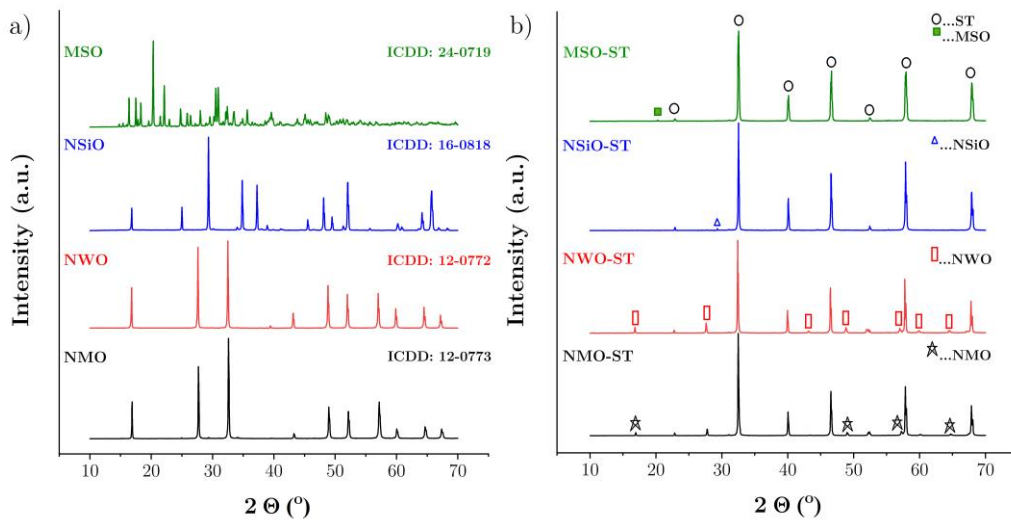 a)
MSO
ICDD: 24-0719
NSiO
ICDD: 16-0818
NWO
ICDD: 12-0772
NMO
ICDD: 12-0773
Intensity (a.u.)
10 20 30 40 50 60 70
2 Θ (°)
b)
...ST
...MSO
MSO-ST
NSiO-ST
...NSiO
NWO-ST
...NWO
NMO-ST
...NMO
Intensity (a.u.)
10 20 30 40 50 60 70
2 Θ (°)